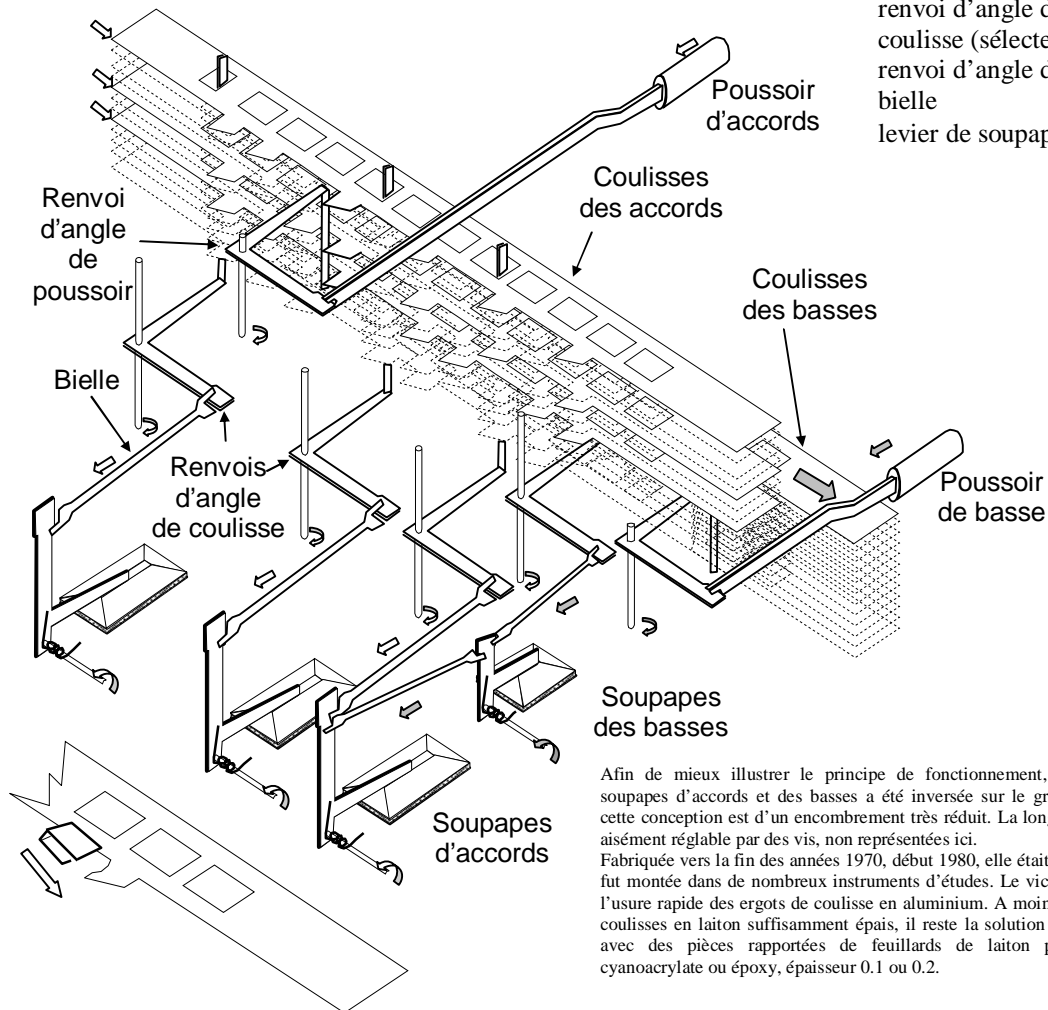 renvoi d'angle d
coulisse (sélecte
renvoi d'angle d
bielle
levier de soupap
Poussoir
d'accords
Coulisses
des accords
Renvoi
d'angle
de
poussoir
Coulisses
des basses
Bielle
Renvois
d'angle
de coulisse
Poussoir
de basse
Soupapes
des basses
Soupapes
d'accords
Afin de mieux illustrer le principe de fonctionnement,
soupapes d'accords et des basses a été inversée sur le gr
cette conception est d'un encombrement très réduit. La long
aisément réglable par des vis, non représentées ici.
Fabriquée vers la fin des années 1970, début 1980, elle était
fut montée dans de nombreux instruments d'études. Le vic
l'usure rapide des ergots de coulisse en aluminium. A moin
coulisses en laiton suffisamment épais, il reste la solution
avec des pièces rapportées de feuillards de laiton p
cyanoacrylate ou époxy, épaisseur 0.1 ou 0.2.